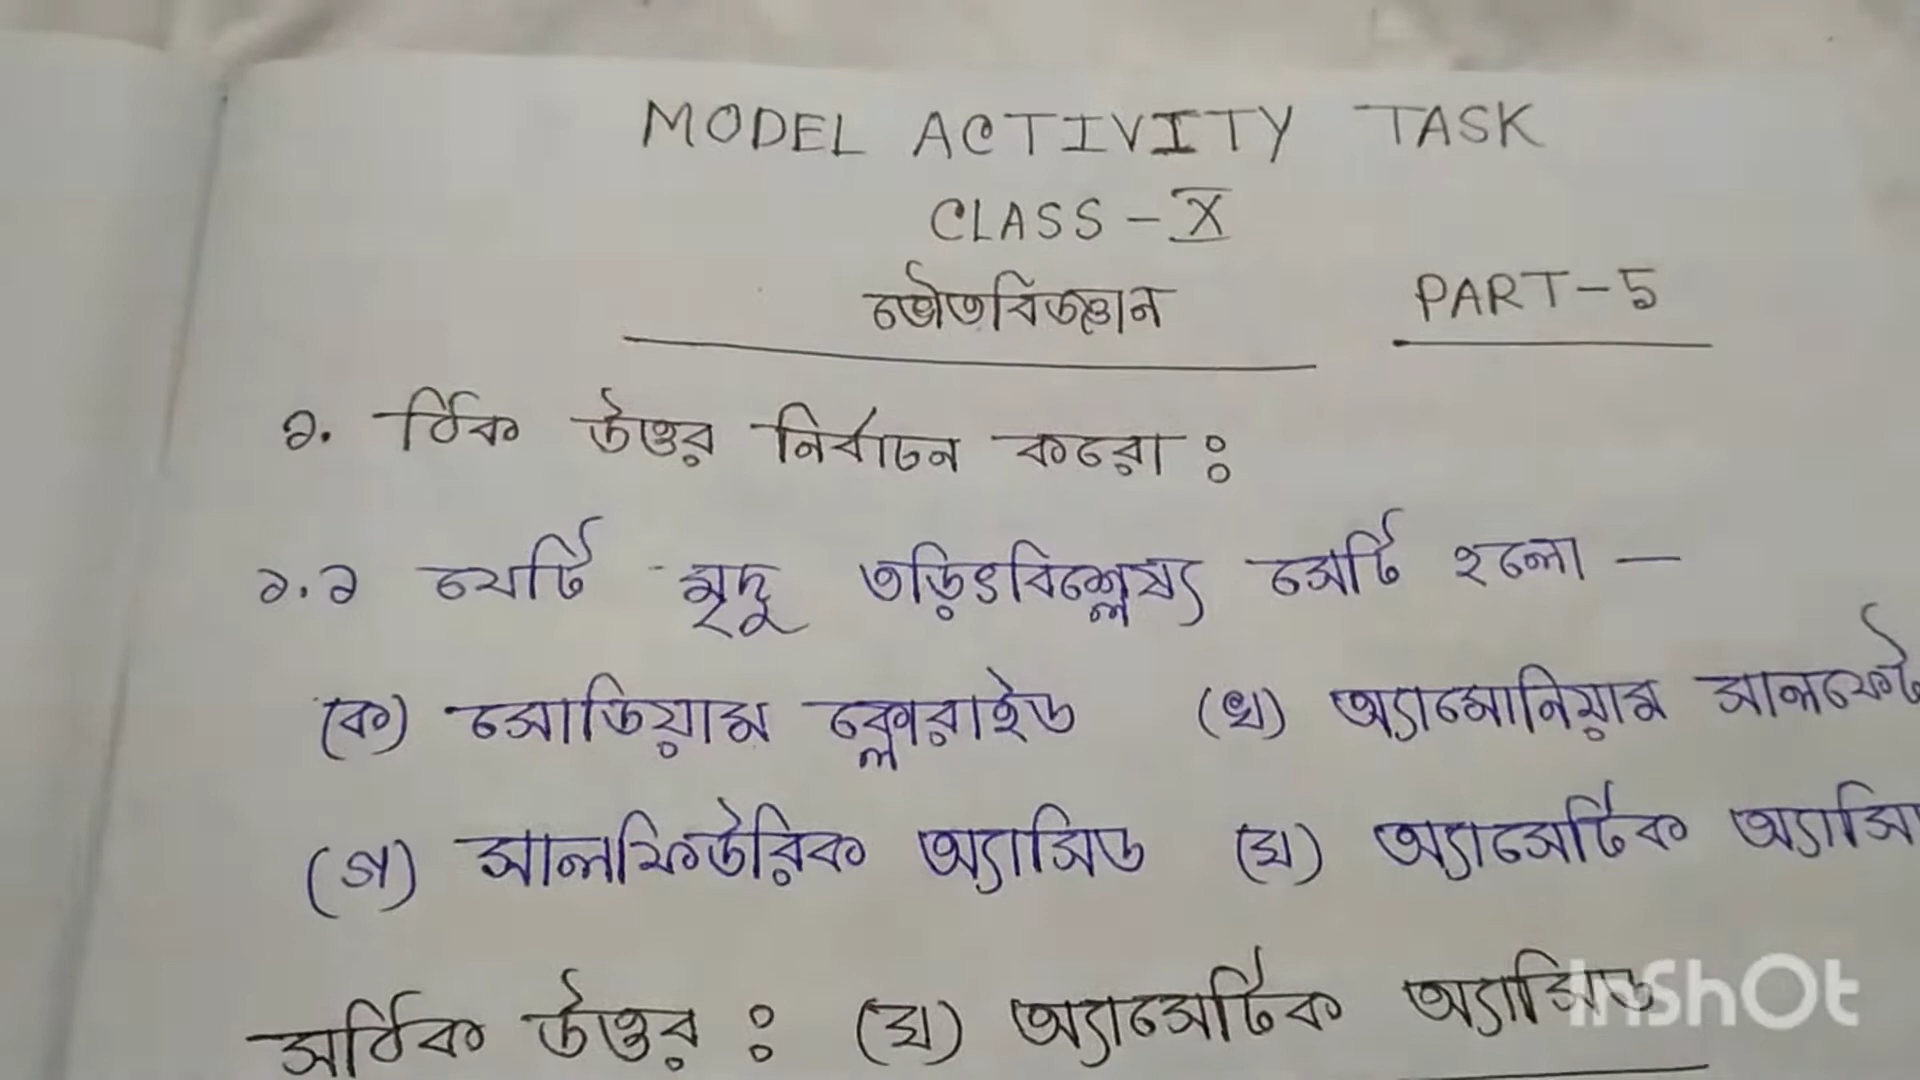 MODEL ACTIVITY TASK
CLASS - X
ভৌতবিজ্ঞান PART-5
১. ঠিক উত্তর নির্বাচন করো :
১.১ যেটি মৃদু তড়িৎবিশ্লেষ্য সেটি হলো —
(ক) সোডিয়াম ক্লোরাইড (খ) অ্যামোনিয়াম সালফেট
(গ) সালফিউরিক অ্যাসিড (ঘ) অ্যাসেটিক অ্যাসি
সঠিক উত্তর : (ঘ) অ্যাসেটিক অ্যাসিড
InShOt